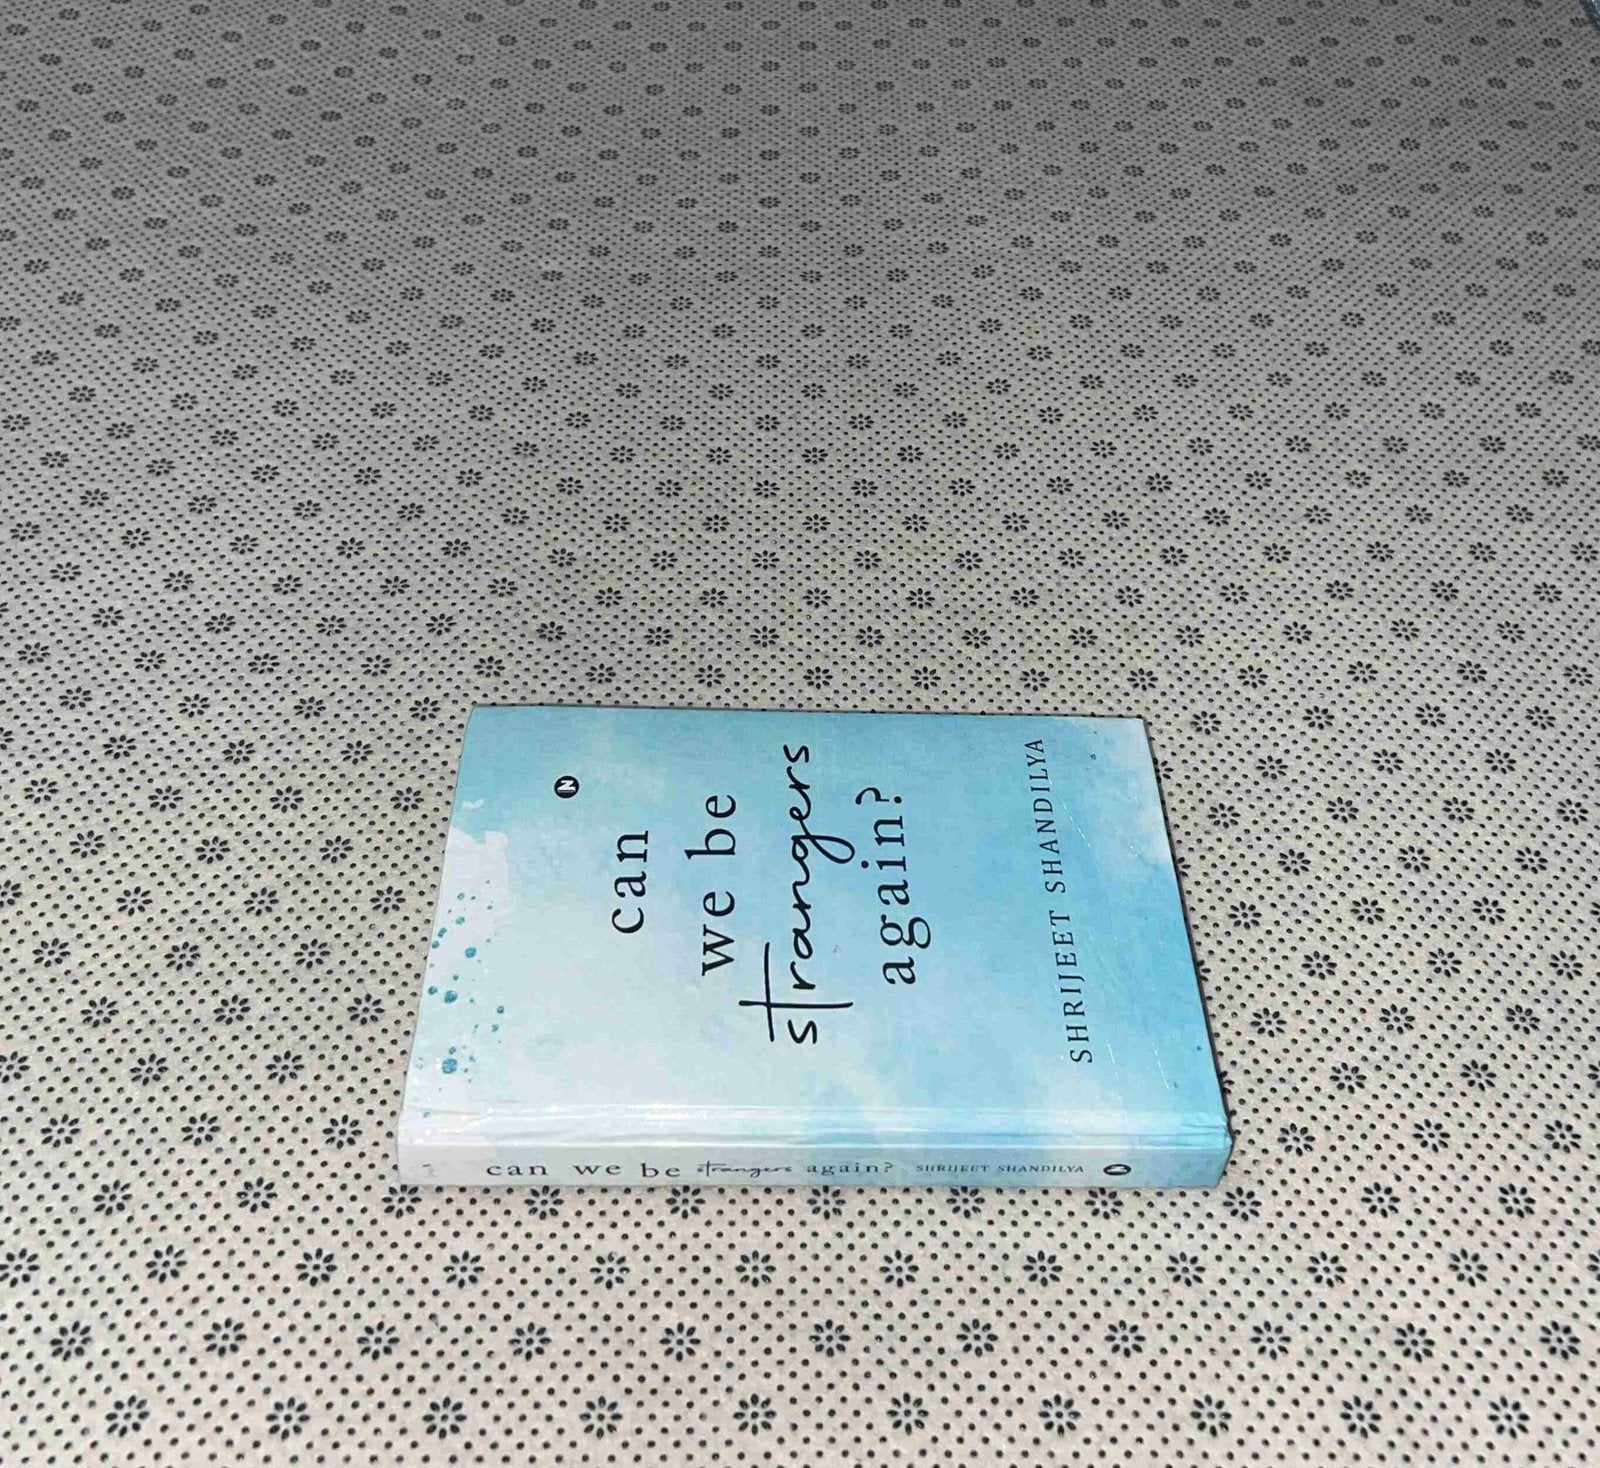 can
we be
strangers
again?
SHRIJEET SHANDILYA
can we be strangers again? SHRIJEET SHANDILYA